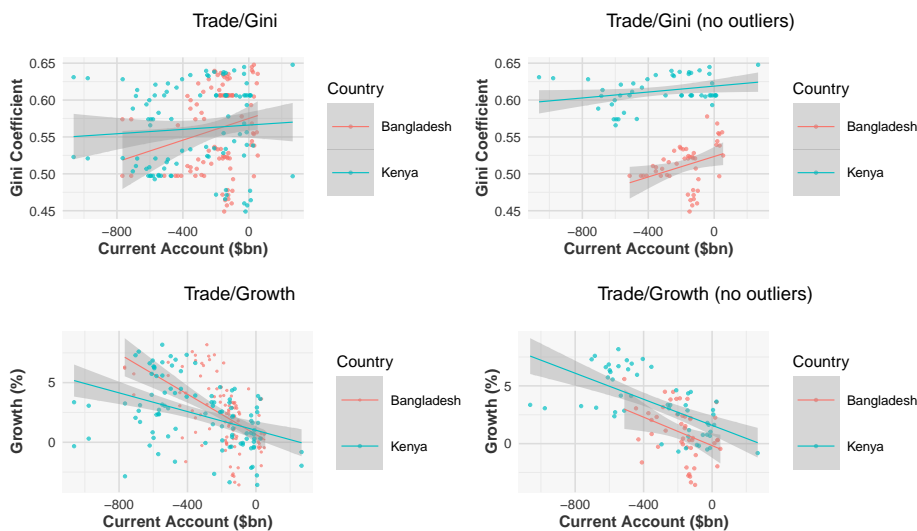 Trade/Gini
0.65
0.60
0.55
0.50
0.45
−800 −400 0
Current Account ($bn)
Gini Coefficient
Country
Bangladesh
Kenya
Trade/Gini (no outliers)
0.65
0.60
0.55
0.50
0.45
−800 −400 0
Current Account ($bn)
Gini Coefficient
Country
Bangladesh
Kenya
Trade/Growth
5
0
−800 −400 0
Current Account ($bn)
Growth (%)
Country
Bangladesh
Kenya
Trade/Growth (no outliers)
5
0
−800 −400 0
Current Account ($bn)
Growth (%)
Country
Bangladesh
Kenya